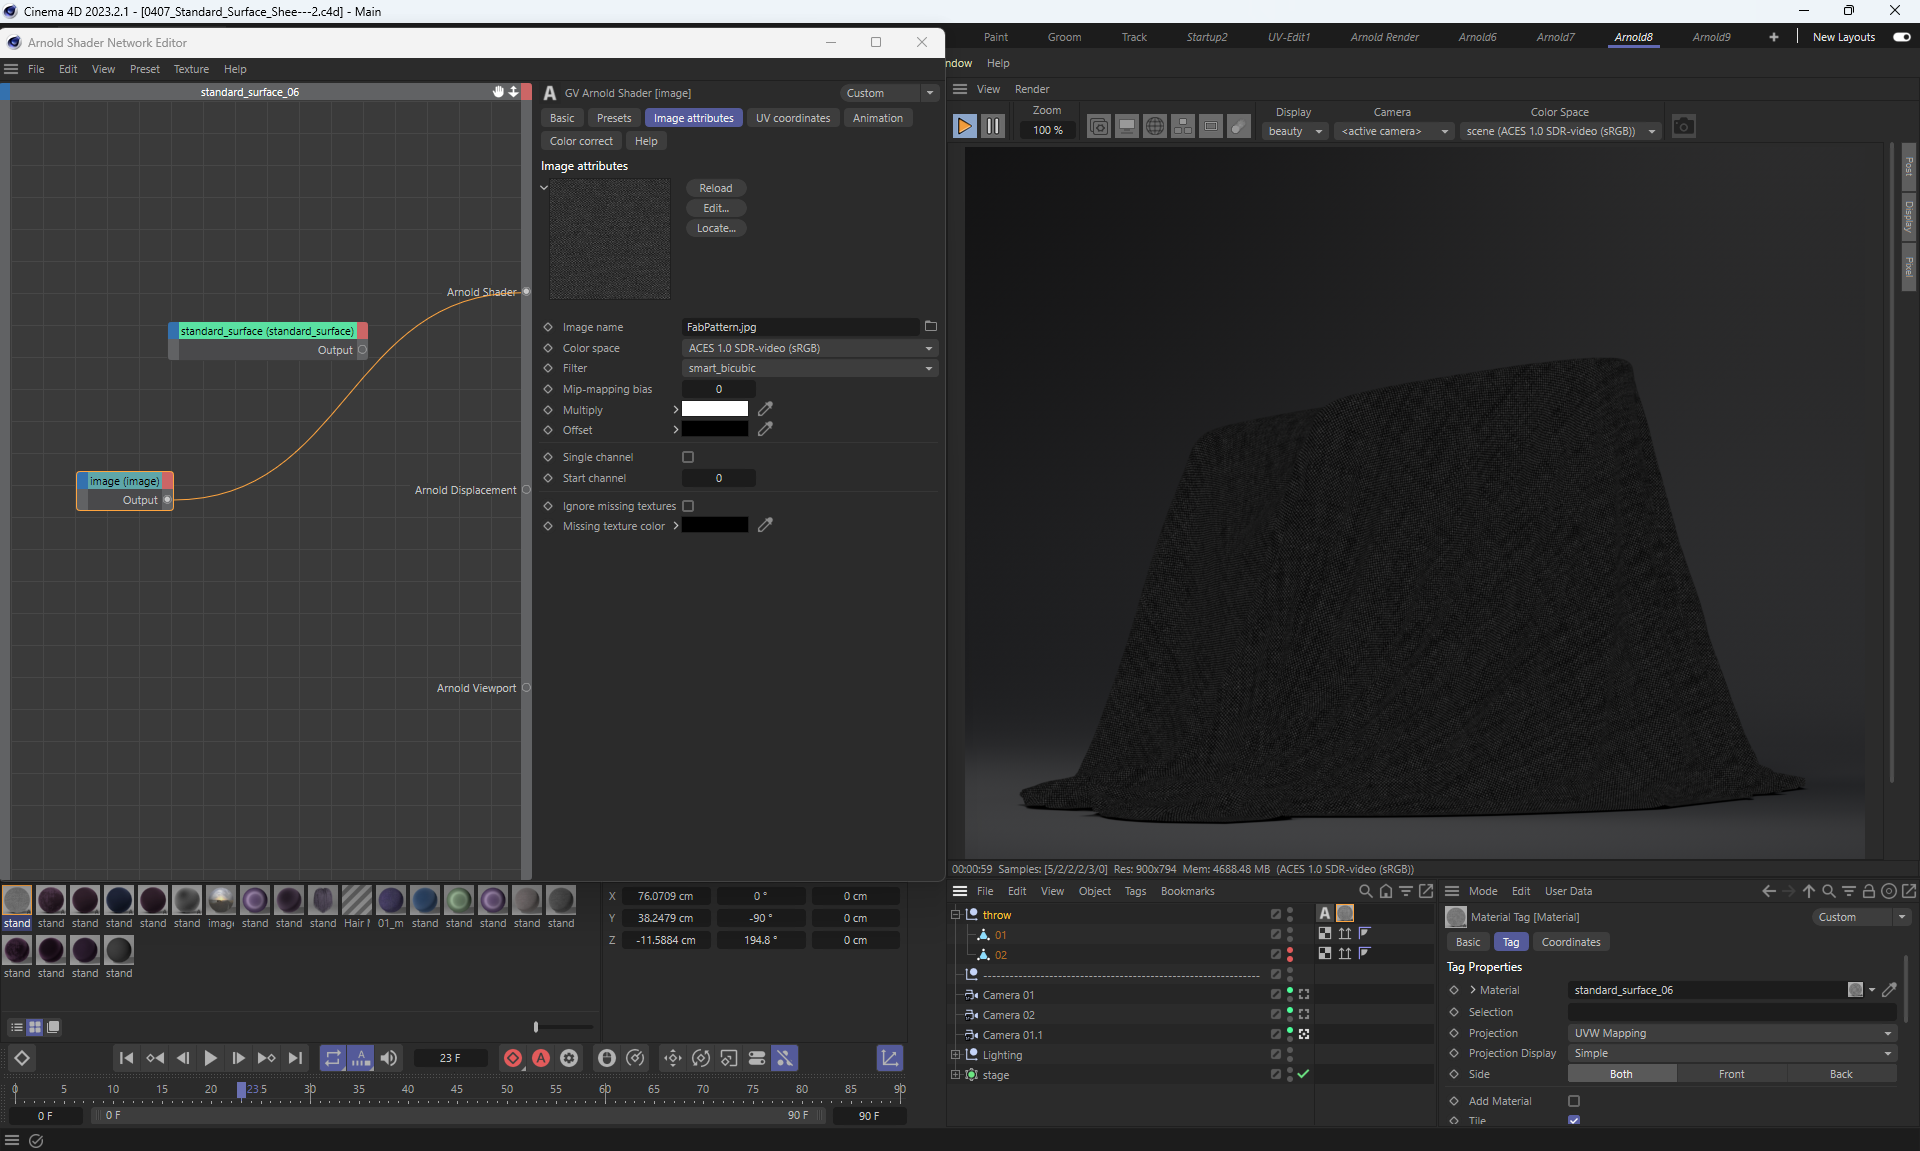 Cinema 4D 2023.2.1 - [0407_Standard_Surface_Shee---2.c4d] - Main
Arnold Shader Network Editor
Paint Groom Track Startup2 UV-Edit1 Arnold Render Arnold6 Arnold7 Arnold8 Arnold9 + New Layouts
ndow Help
File Edit View Preset Texture Help
View Render
standard_surface_06
A GV Arnold Shader [image] Custom
Basic Presets Image attributes UV coordinates Animation
Color correct Help
Image attributes
Reload
Edit...
Locate...
Image name FabPattern.jpg
Color space ACES 1.0 SDR-video (sRGB)
Filter smart_bicubic
Mip-mapping bias 0
Multiply
Offset
Single channel
Start channel 0
Ignore missing textures
Missing texture color
Arnold Shader
standard_surface (standard_surface)
Output
image (image)
Output
Arnold Displacement
Arnold Viewport
Zoom
100 %
Display
beauty
Camera
<active camera>
Color Space
scene (ACES 1.0 SDR-video (sRGB))
Post
Display
Pixel
00:00:59 Samples: [5/2/2/2/3/0] Res: 900x794 Mem: 4688.48 MB (ACES 1.0 SDR-video (sRGB))
stand stand stand stand stand stand image stand stand stand Hair M 01_m stand stand stand stand stand
stand stand stand stand
X 76.0709 cm 0 ° 0 cm
Y 38.2479 cm -90 ° 0 cm
Z -11.5884 cm 194.8 ° 0 cm
23 F
0 5 10 15 20 23.5 30 35 40 45 50 55 60 65 70 75 80 85 90
0 F 0 F 90 F 90 F
File Edit View Object Tags Bookmarks
throw
01
02
Camera 01
Camera 02
Camera 01.1
Lighting
stage
Mode Edit User Data
Material Tag [Material] Custom
Basic Tag Coordinates
Tag Properties
Material standard_surface_06
Selection
Projection UVW Mapping
Projection Display Simple
Side Both Front Back
Add Material
Tile